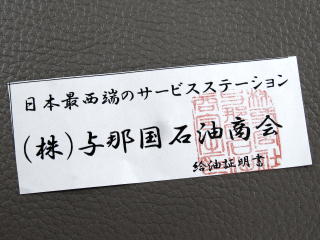 日本最西端のサービスステーション
(株)与那国石油商会
給油証明書